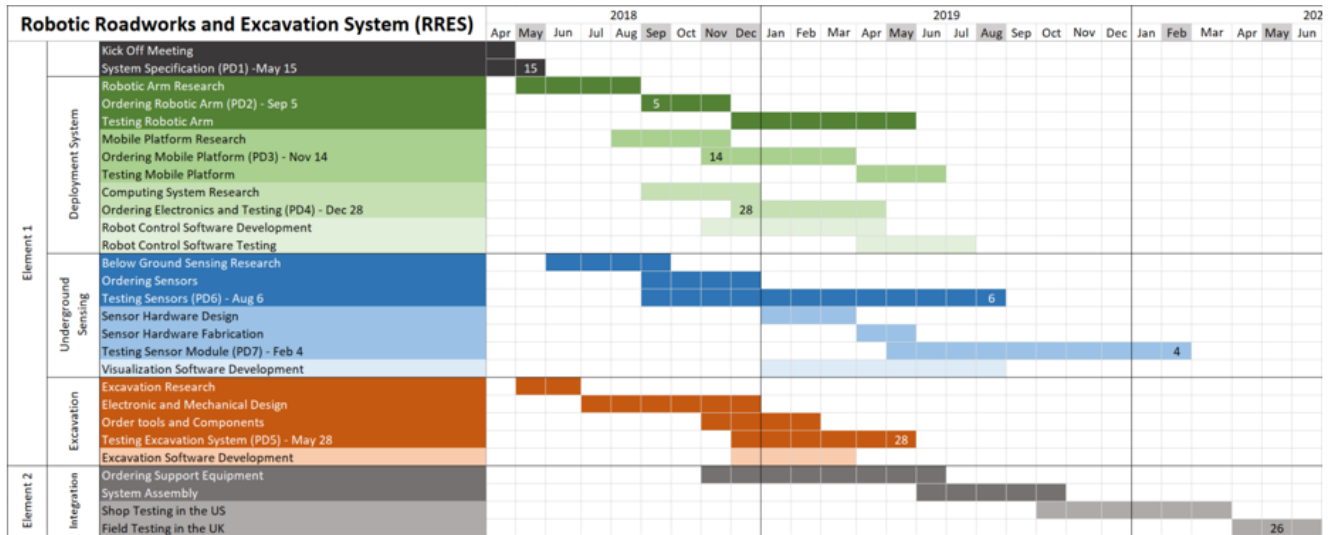 Robotic Roadworks and Excavation System (RRES)
2018 2019 202
Apr May Jun Jul Aug Sep Oct Nov Dec Jan Feb Mar Apr May Jun Jul Aug Sep Oct Nov Dec Jan Feb Mar Apr May Jun
Kick Off Meeting
System Specification (PD1) -May 15 15
Element 1
Deployment System
Robotic Arm Research
Ordering Robotic Arm (PD2) - Sep 5 5
Testing Robotic Arm
Mobile Platform Research
Ordering Mobile Platform (PD3) - Nov 14 14
Testing Mobile Platform
Computing System Research
Ordering Electronics and Testing (PD4) - Dec 28 28
Robot Control Software Development
Robot Control Software Testing
Underground
Sensing
Below Ground Sensing Research
Ordering Sensors
Testing Sensors (PD6) - Aug 6 6
Sensor Hardware Design
Sensor Hardware Fabrication
Testing Sensor Module (PD7) - Feb 4 4
Visualization Software Development
Excavation
Excavation Research
Electronic and Mechanical Design
Order tools and Components
Testing Excavation System (PD5) - May 28 28
Excavation Software Development
Element 2
Integration
Ordering Support Equipment
System Assembly
Shop Testing in the US
Field Testing in the UK 26